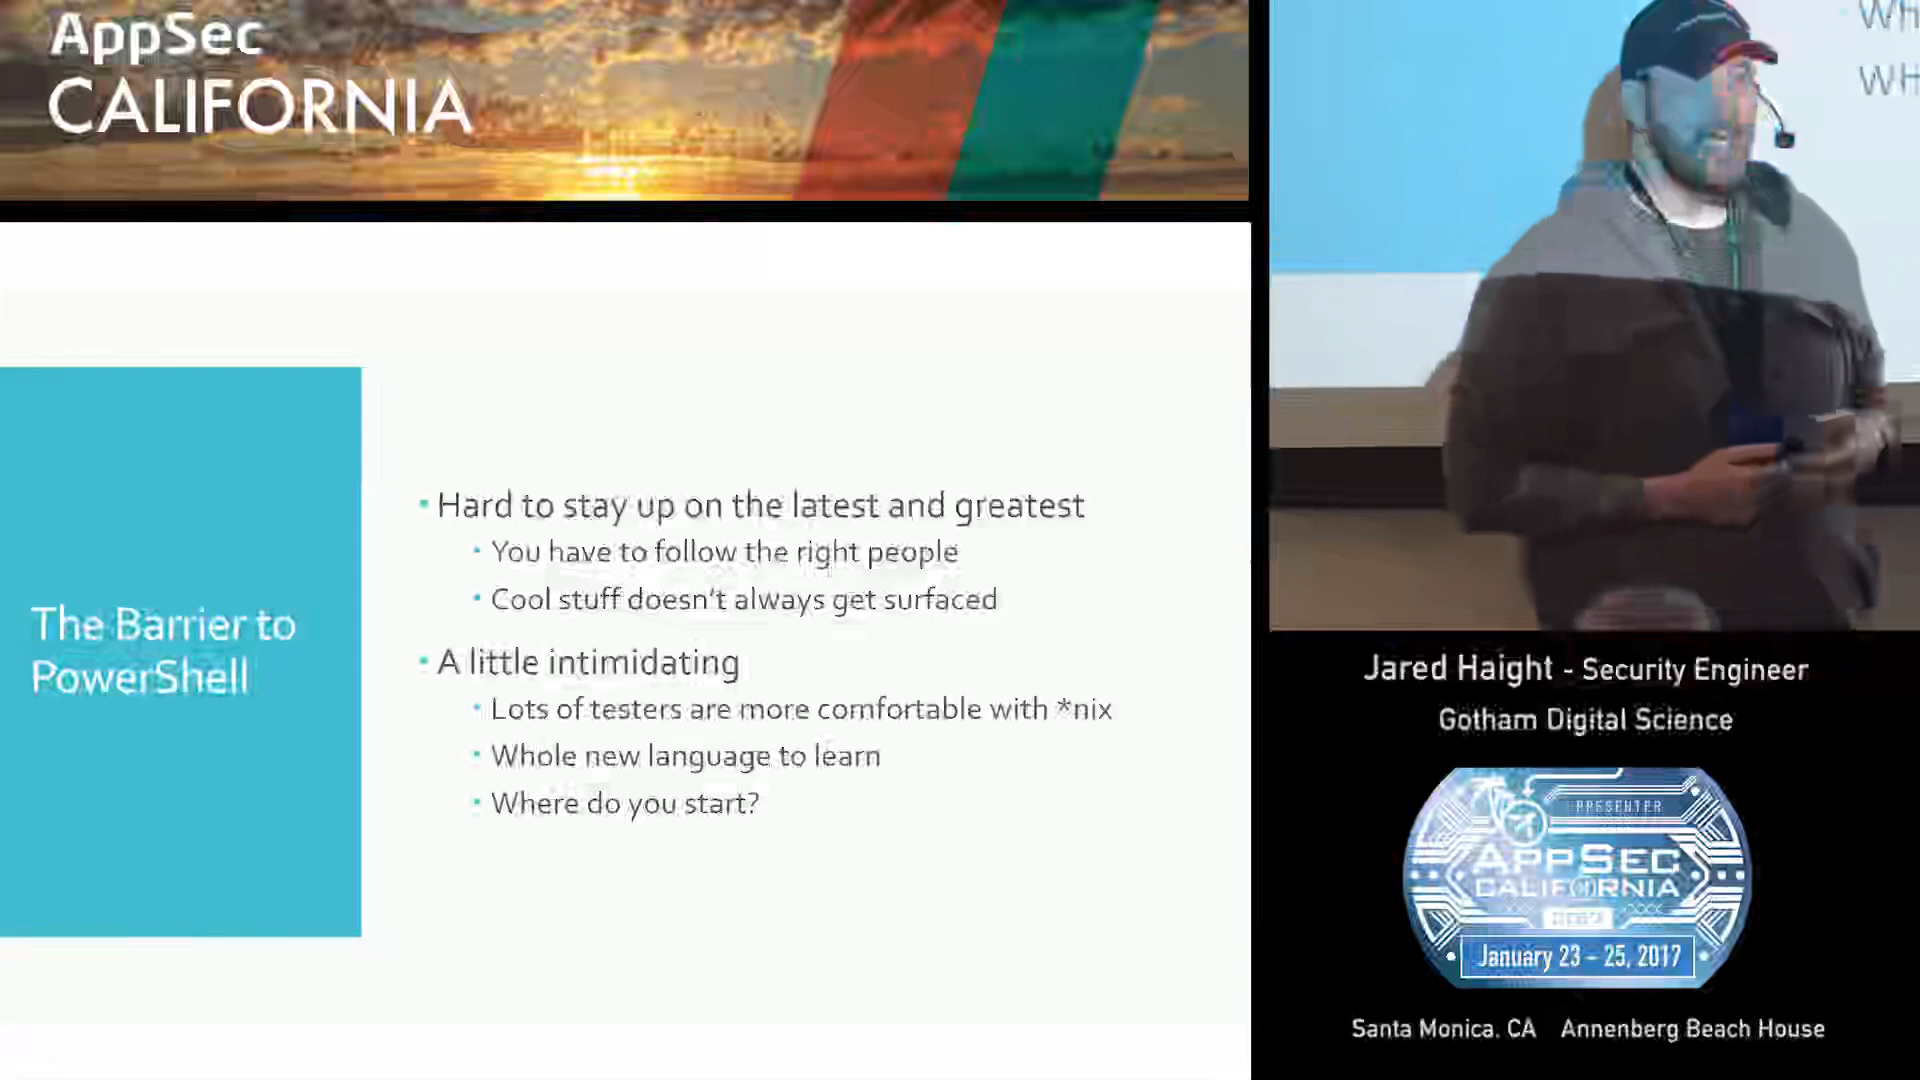 AppSec
CALIFORNIA
The Barrier to
PowerShell
Hard to stay up on the latest and greatest
You have to follow the right people
Cool stuff doesn't always get surfaced
A little intimidating
Lots of testers are more comfortable with *nix
Whole new language to learn
Where do you start?
Wh
Wh
Jared Haight - Security Engineer
Gotham Digital Science
PRESENTER
APPSEC
CALIFORNIA
January 23 - 25, 2017
Santa Monica. CA Annenberg Beach House